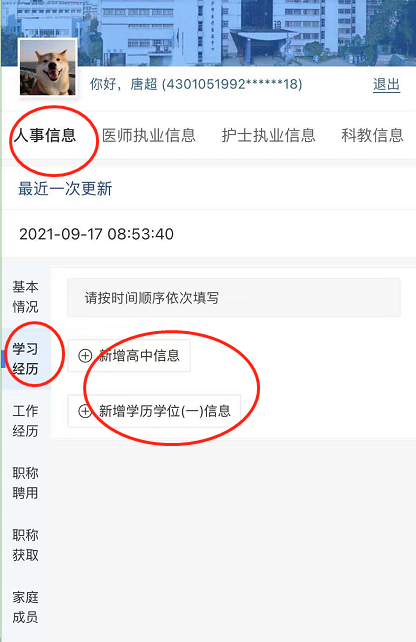 你好，唐超 (4301051992******18) 退出
人事信息 医师执业信息 护士执业信息 科教信息
最近一次更新
2021-09-17 08:53:40
基本
情况
请按时间顺序依次填写
学习
经历
新增高中信息
工作
经历
新增学历学位(一)信息
职称
聘用
职称
获取
家庭
成员